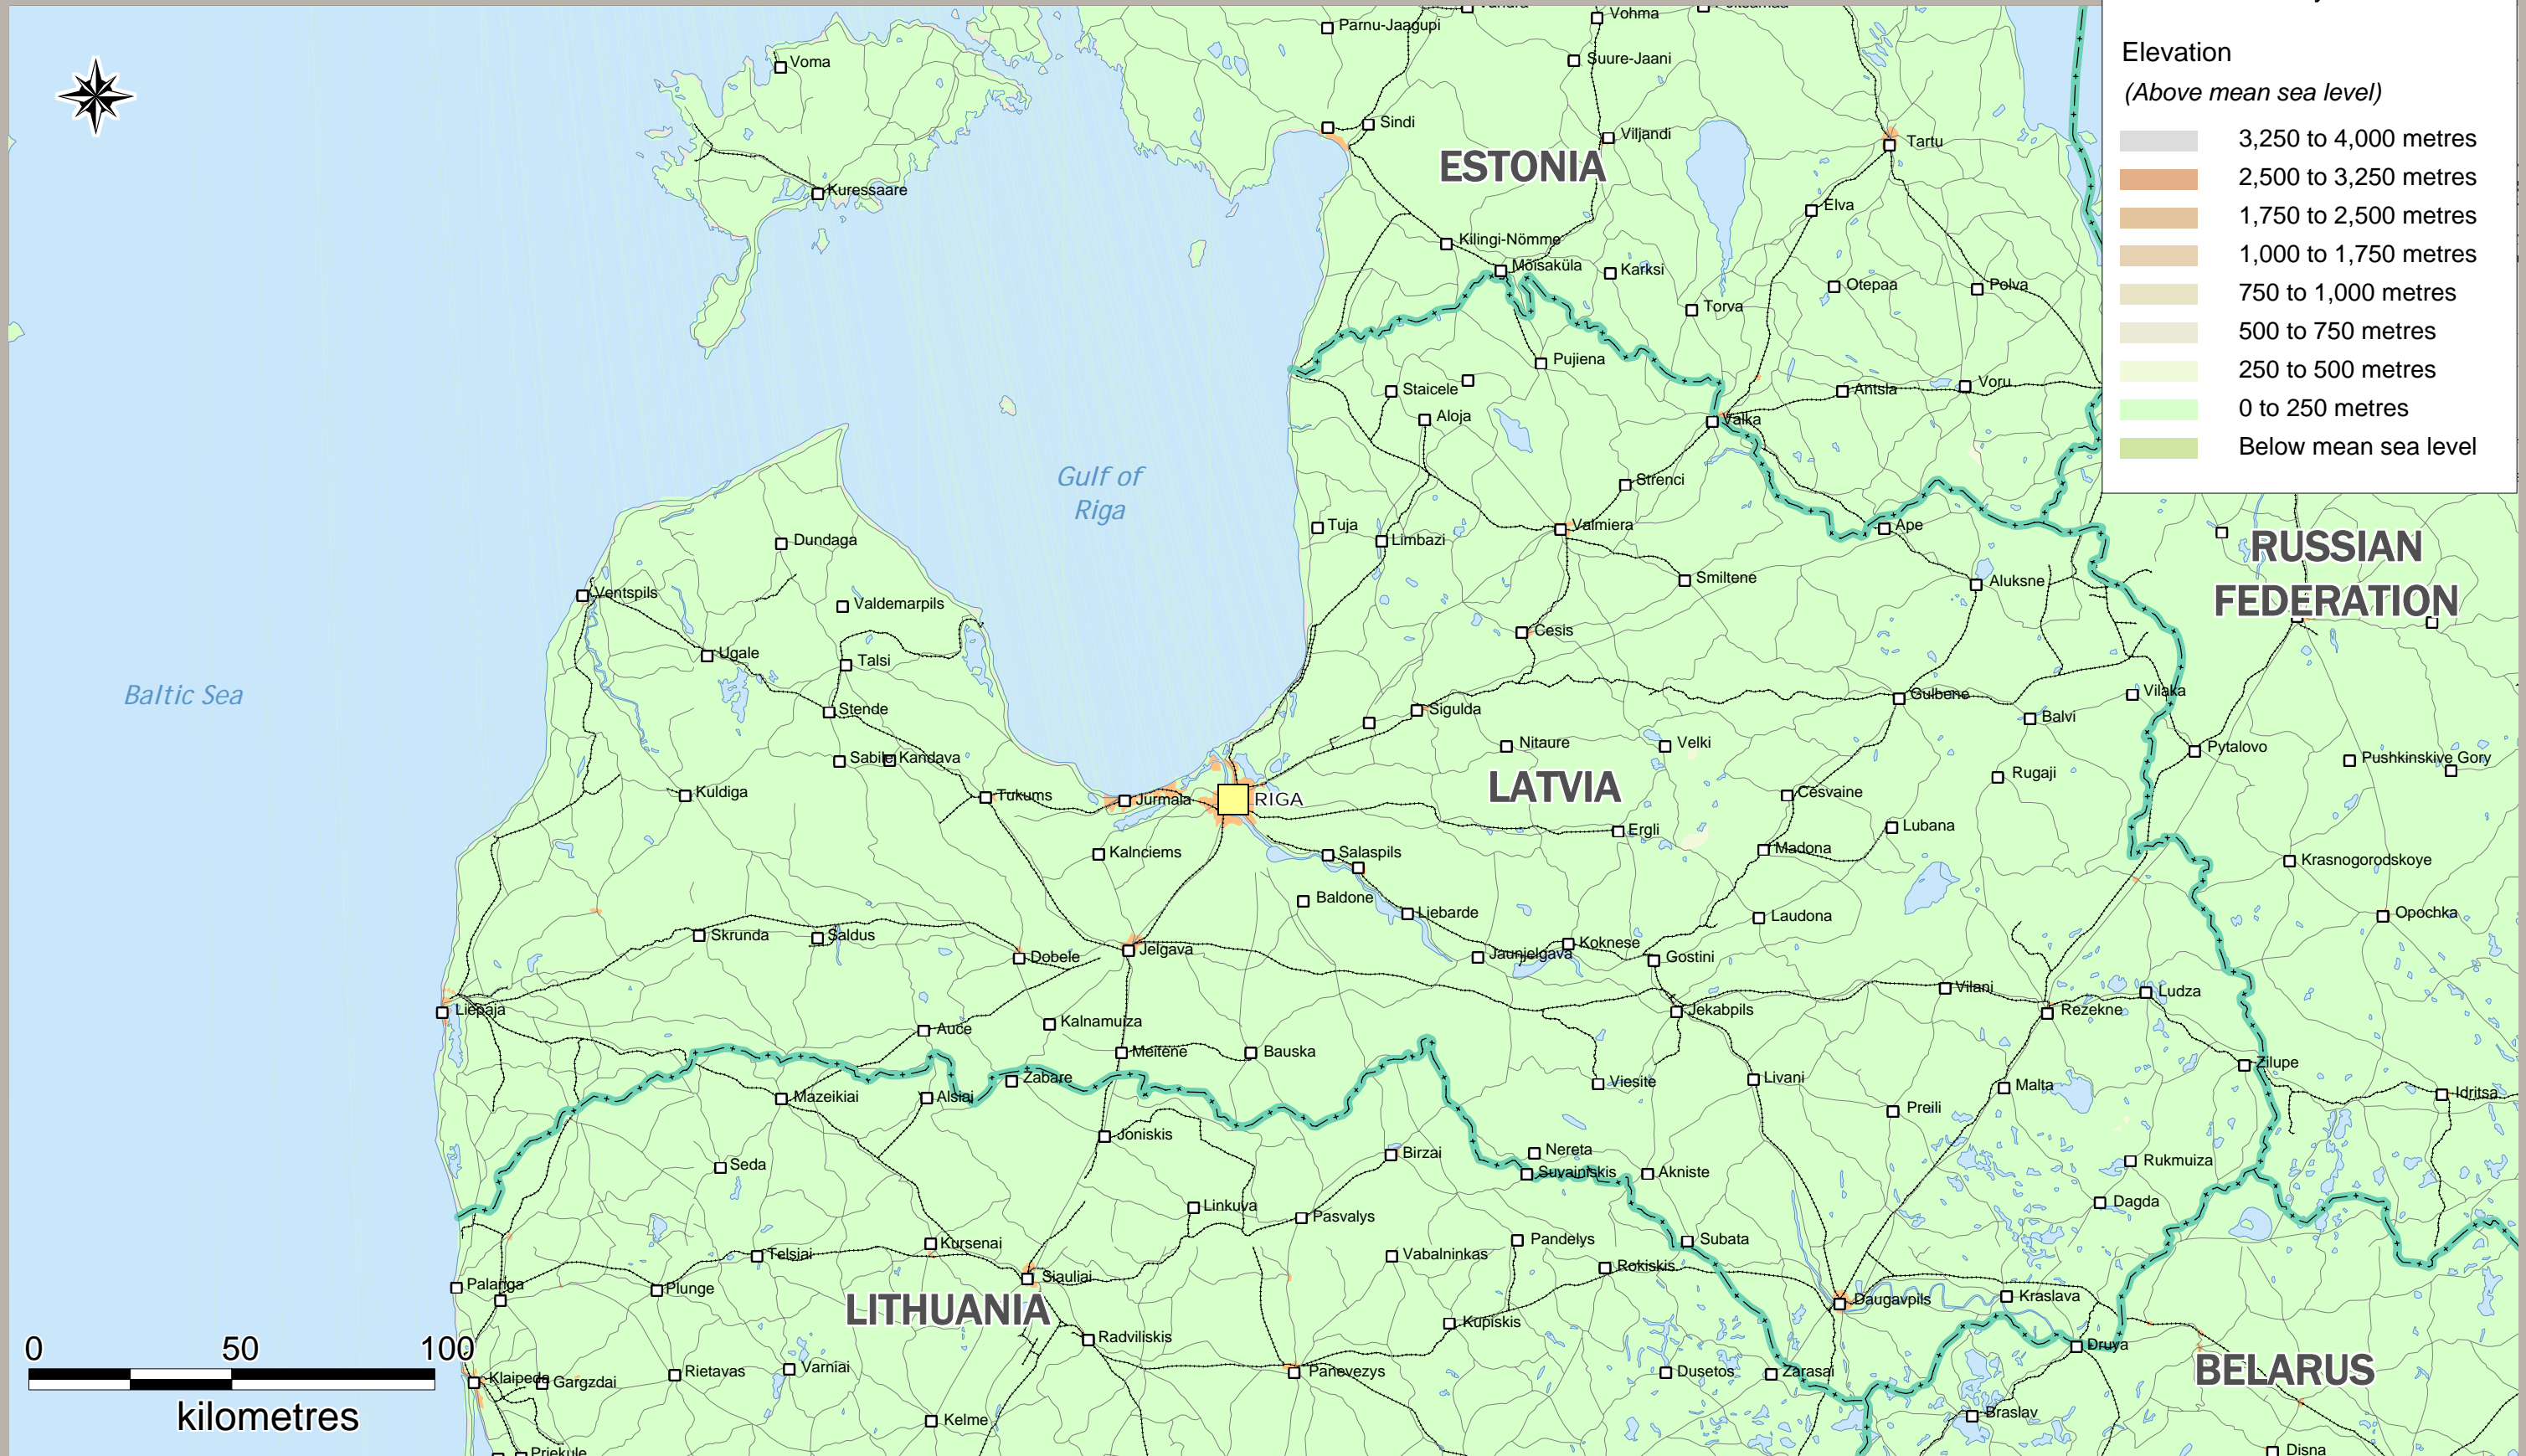 Elevation
(Above mean sea level)
3,250 to 4,000 metres
2,500 to 3,250 metres
1,750 to 2,500 metres
1,000 to 1,750 metres
750 to 1,000 metres
500 to 750 metres
250 to 500 metres
0 to 250 metres
Below mean sea level
Vohma
Parnu-Jaagupi
Suure-Jaani
Voma
Sindi
Viljandi
Tartu
ESTONIA
Kuressaare
Elva
Kilingi-Nömme
Mõisaküla
Karksi
Otepaa
Polva
Torva
Pujiena
Staicele
Antsla
Voru
Aloja
Valka
Gulf of
Riga
Strenci
Tuja
Valmiera
Ape
Limbazi
Dundaga
RUSSIAN
FEDERATION
Smiltene
Aluksne
Ventspils
Valdemarpils
Cesis
Ugale
Talsi
Baltic Sea
Gulbene
Vilaka
Stende
Sigulda
Balvi
Nitaure
Velki
Pytalovo
Sabile
Kandava
Pushkinskive Gory
Rugaji
LATVIA
Kuldiga
Tukums
Jurmala
RIGA
Cesvaine
Ergli
Lubana
Kalnciems
Salaspils
Madona
Krasnogorodskoye
Baldone
Liebarde
Laudona
Opochka
Skrunda
Saldus
Dobele
Jelgava
Jaunjelgava
Koknese
Gostini
Vilani
Ludza
Liepaja
Jekabpils
Rezekne
Auce
Kalnamuiza
Meitene
Bauska
Zilupe
Zabare
Viesite
Livani
Malta
Idritsa
Mazeikiai
Alsiai
Preili
Joniskis
Birzai
Nereta
Seda
Suvainiskis
Akniste
Rukmuiza
Dagda
Linkuva
Pasvalys
Kursenai
Pandelys
Subata
Telsiai
Vabalninkas
Rokiskis
Siauliai
Palanga
Plunge
Daugavpils
Kraslava
LITHUANIA
Kupiskis
Radviliskis
Druya
0 50 100
kilometres
BELARUS
Klaipeda
Gargzdai
Rietavas
Varniai
Panevezys
Dusetos
Zarasai
Kelme
Braslav
Priekule
Disna